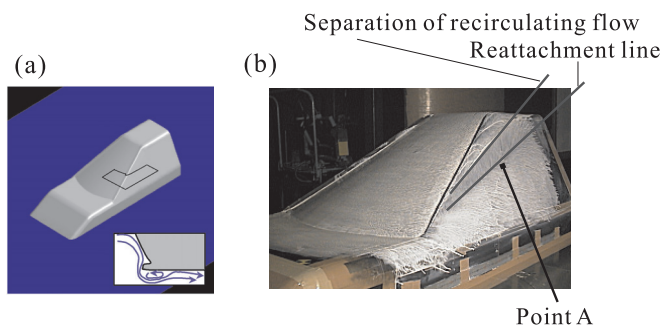 Separation of recirculating flow
Reattachment line
(a)
(b)
Point A